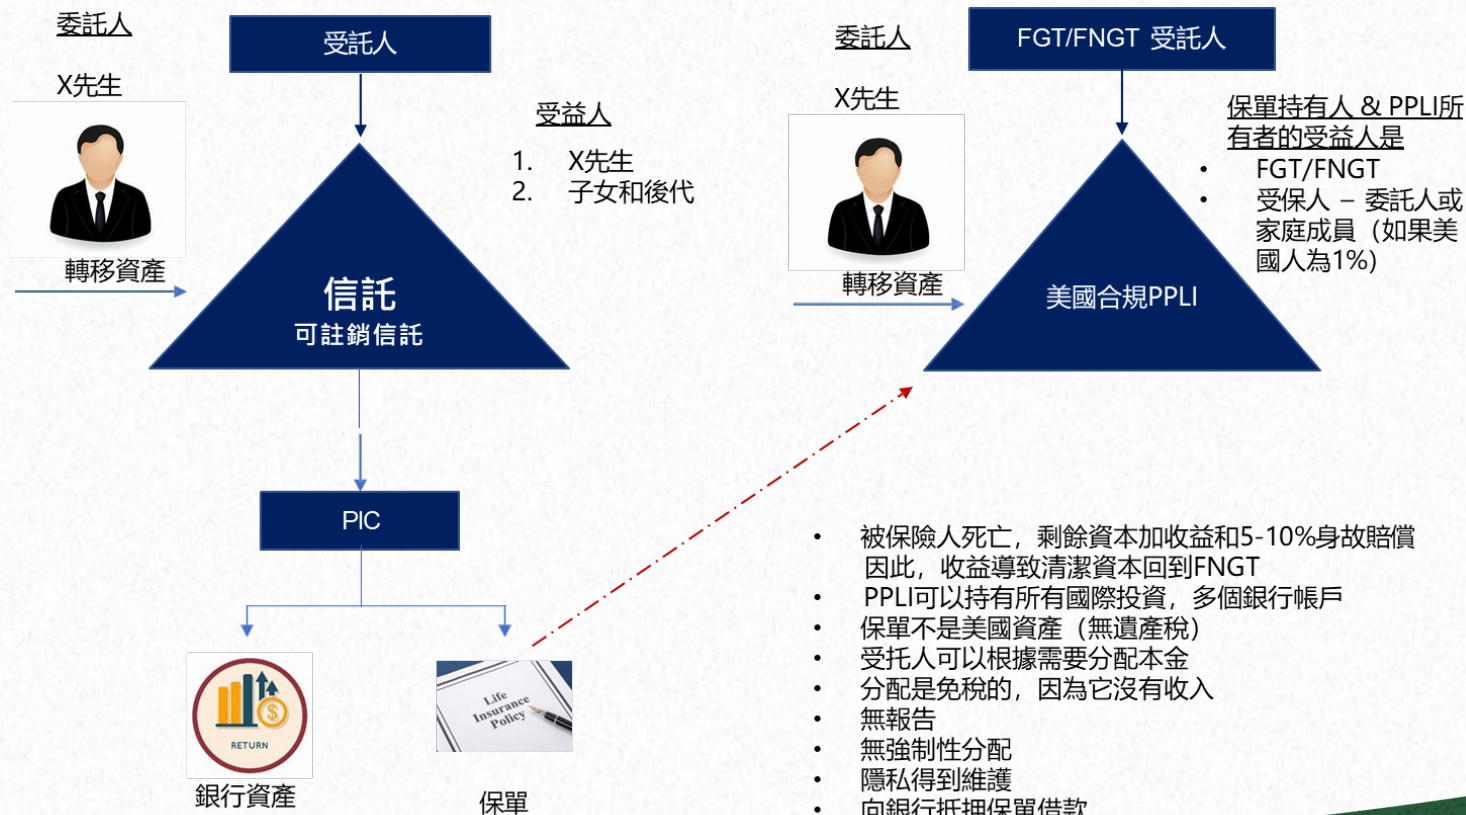 委託人
X先生
受託人
轉移資產
受益人
1. X先生
2. 子女和後代
信託
可註銷信託
PIC
RETURN
銀行資產
Life
Insurance
Policy
保單
委託人
X先生
FGT/FNGT 受託人
轉移資產
保單持有人 & PPLI所
有者的受益人是
• FGT/FNGT
• 受保人 – 委託人或
家庭成員（如果美
國人為1%）
美國合規PPLI
• 被保險人死亡，剩餘資本加收益和5-10%身故賠償
因此，收益導致清潔資本回到FNGT
• PPLI可以持有所有國際投資，多個銀行帳戶
• 保單不是美國資產（無遺產稅）
• 受托人可以根據需要分配本金
• 分配是免稅的，因為它沒有收入
• 無報告
• 無強制性分配
• 隱私得到維護
• 向銀行抵押保單借款